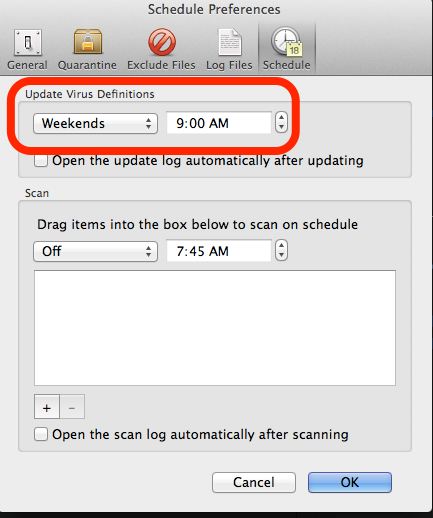 Schedule Preferences
18
General Quarantine Exclude Files Log Files Schedule
Update Virus Definitions
Weekends 9:00 AM
Open the update log automatically after updating
Scan
Drag items into the box below to scan on schedule
Off 7:45 AM
+ −
Open the scan log automatically after scanning
Cancel OK